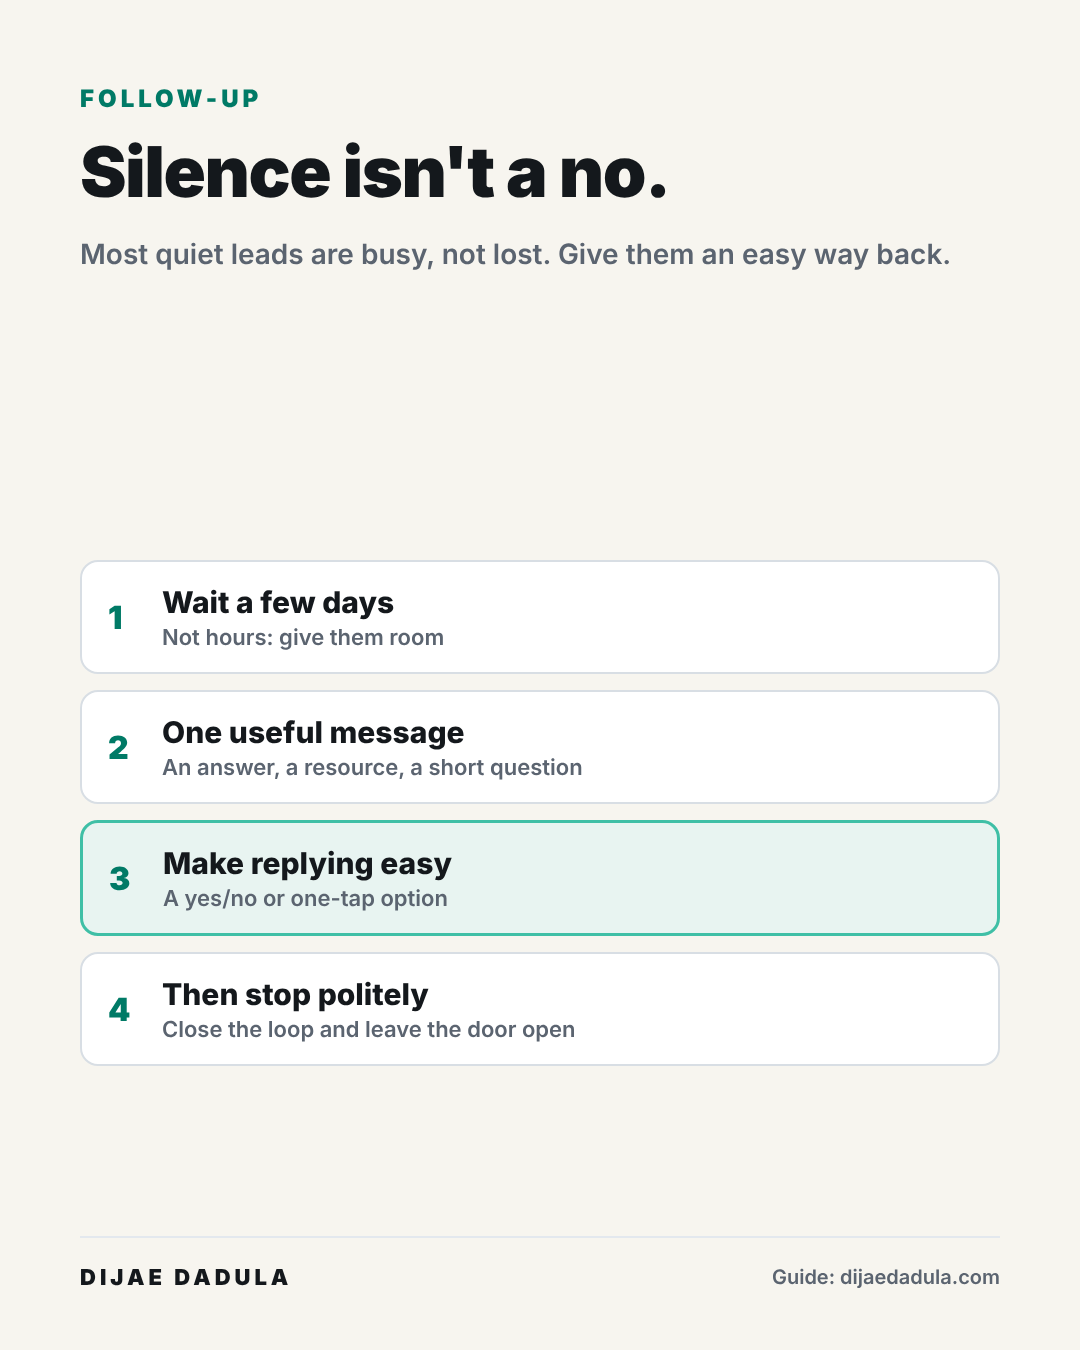 FOLLOW-UP
Silence isn't a no.
Most quiet leads are busy, not lost. Give them an easy way back.
1
Wait a few days
Not hours: give them room
2
One useful message
An answer, a resource, a short question
3
Make replying easy
A yes/no or one-tap option
4
Then stop politely
Close the loop and leave the door open
DIJAE DADULA
Guide: dijaedadula.com